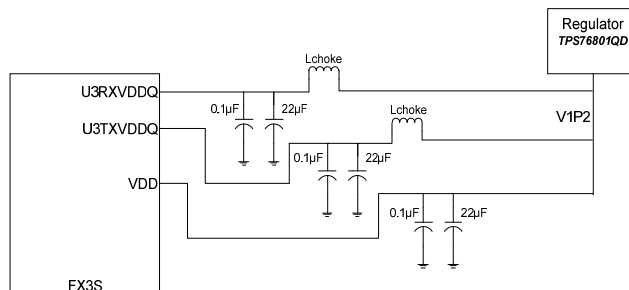 Regulator
TPS76801QD
Lchoke
U3RXVDDQ
0.1µF
22µF
Lchoke
V1P2
U3TXVDDQ
0.1µF
22µF
VDD
0.1µF
22µF
FX3S